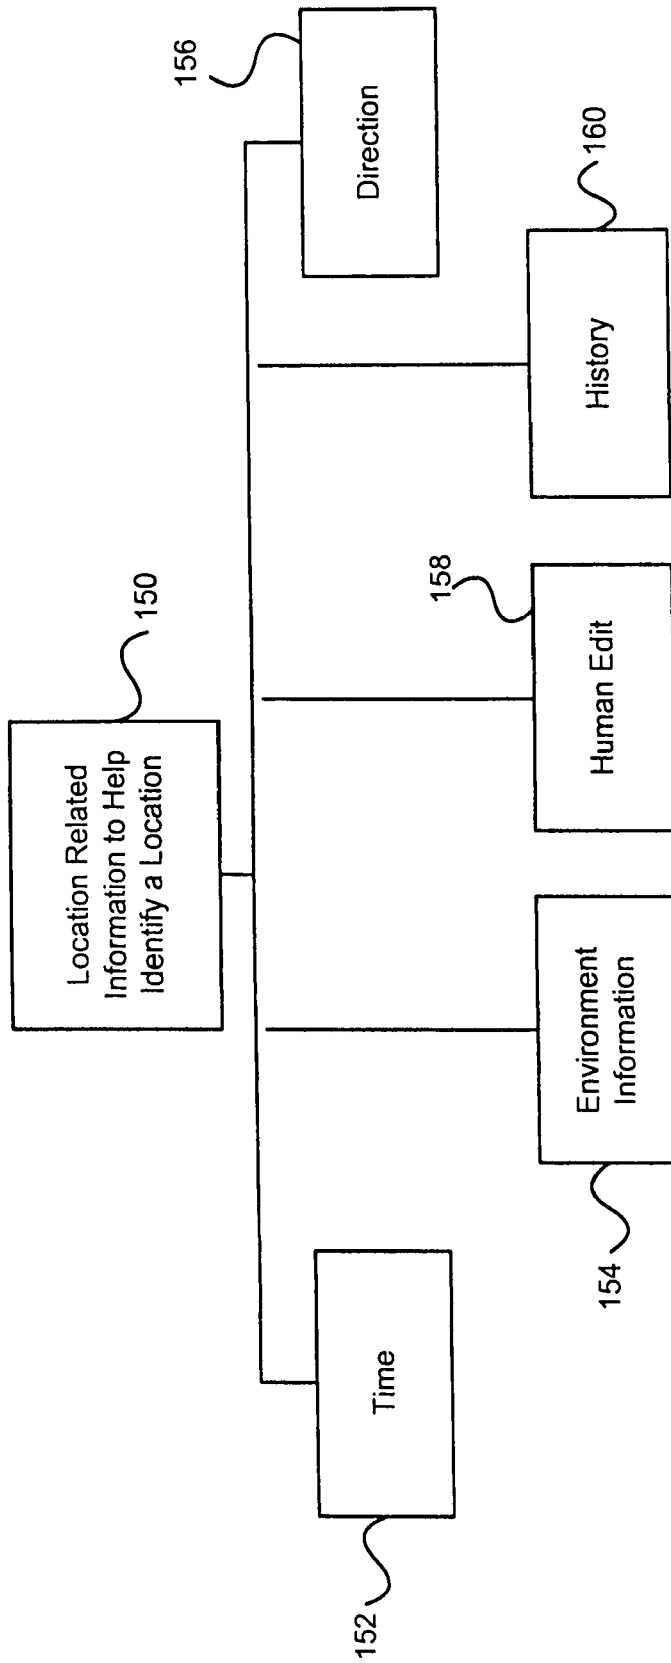 Location Related
Information to Help
Identify a Location
150
Time
152
Environment
Information
154
Human Edit
158
History
160
Direction
156